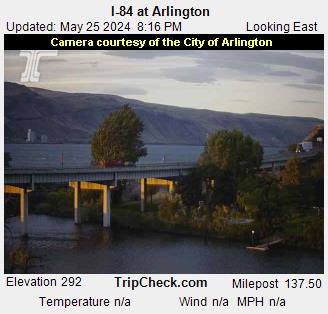 I-84 at Arlington
Updated: May 25 2024 8:16 PM Looking East
Camera courtesy of the City of Arlington
Elevation 292 TripCheck.com Milepost 137.50
Temperature n/a Wind n/a MPH n/a